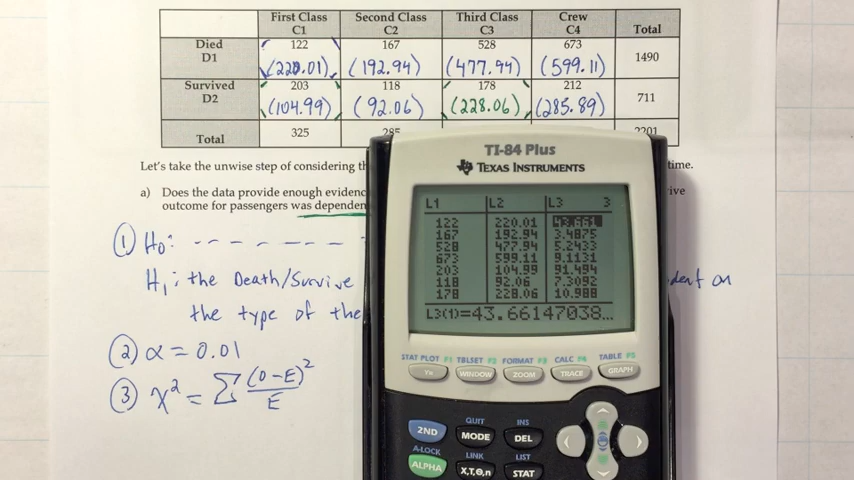 First Class Second Class Third Class Crew Total
C1 C2 C3 C4
Died 122 167 528 673 1490
D1 (220.01) (192.94) (477.94) (599.11)
Survived 203 118 178 212 711
D2 (104.99) (92.06) (228.06) (285.89)
Total 325 285 2201
Let's take the unwise step of considering th time.
a) Does the data provide enough evidenc ive
outcome for passengers was dependen
① H0: - - - - - - -
H1: the Death/Survive dent on
the type of the
② α = 0.01
③ χ² = Σ (O-E)² / E
TI-84 Plus
TEXAS INSTRUMENTS
L1 L2 L3 3
122 220.01 43.661
167 192.94 3.4875
528 477.94 5.2433
673 599.11 9.1131
203 104.99 91.494
118 92.06 7.3092
178 228.06 10.988
L3(1)=43.66147038...
STAT PLOT F1 TBLSET F2 FORMAT F3 CALC F4 TABLE F5
Y= WINDOW ZOOM TRACE GRAPH
QUIT INS
2ND MODE DEL
A-LOCK LINK LIST
ALPHA X,T,Θ,n STAT